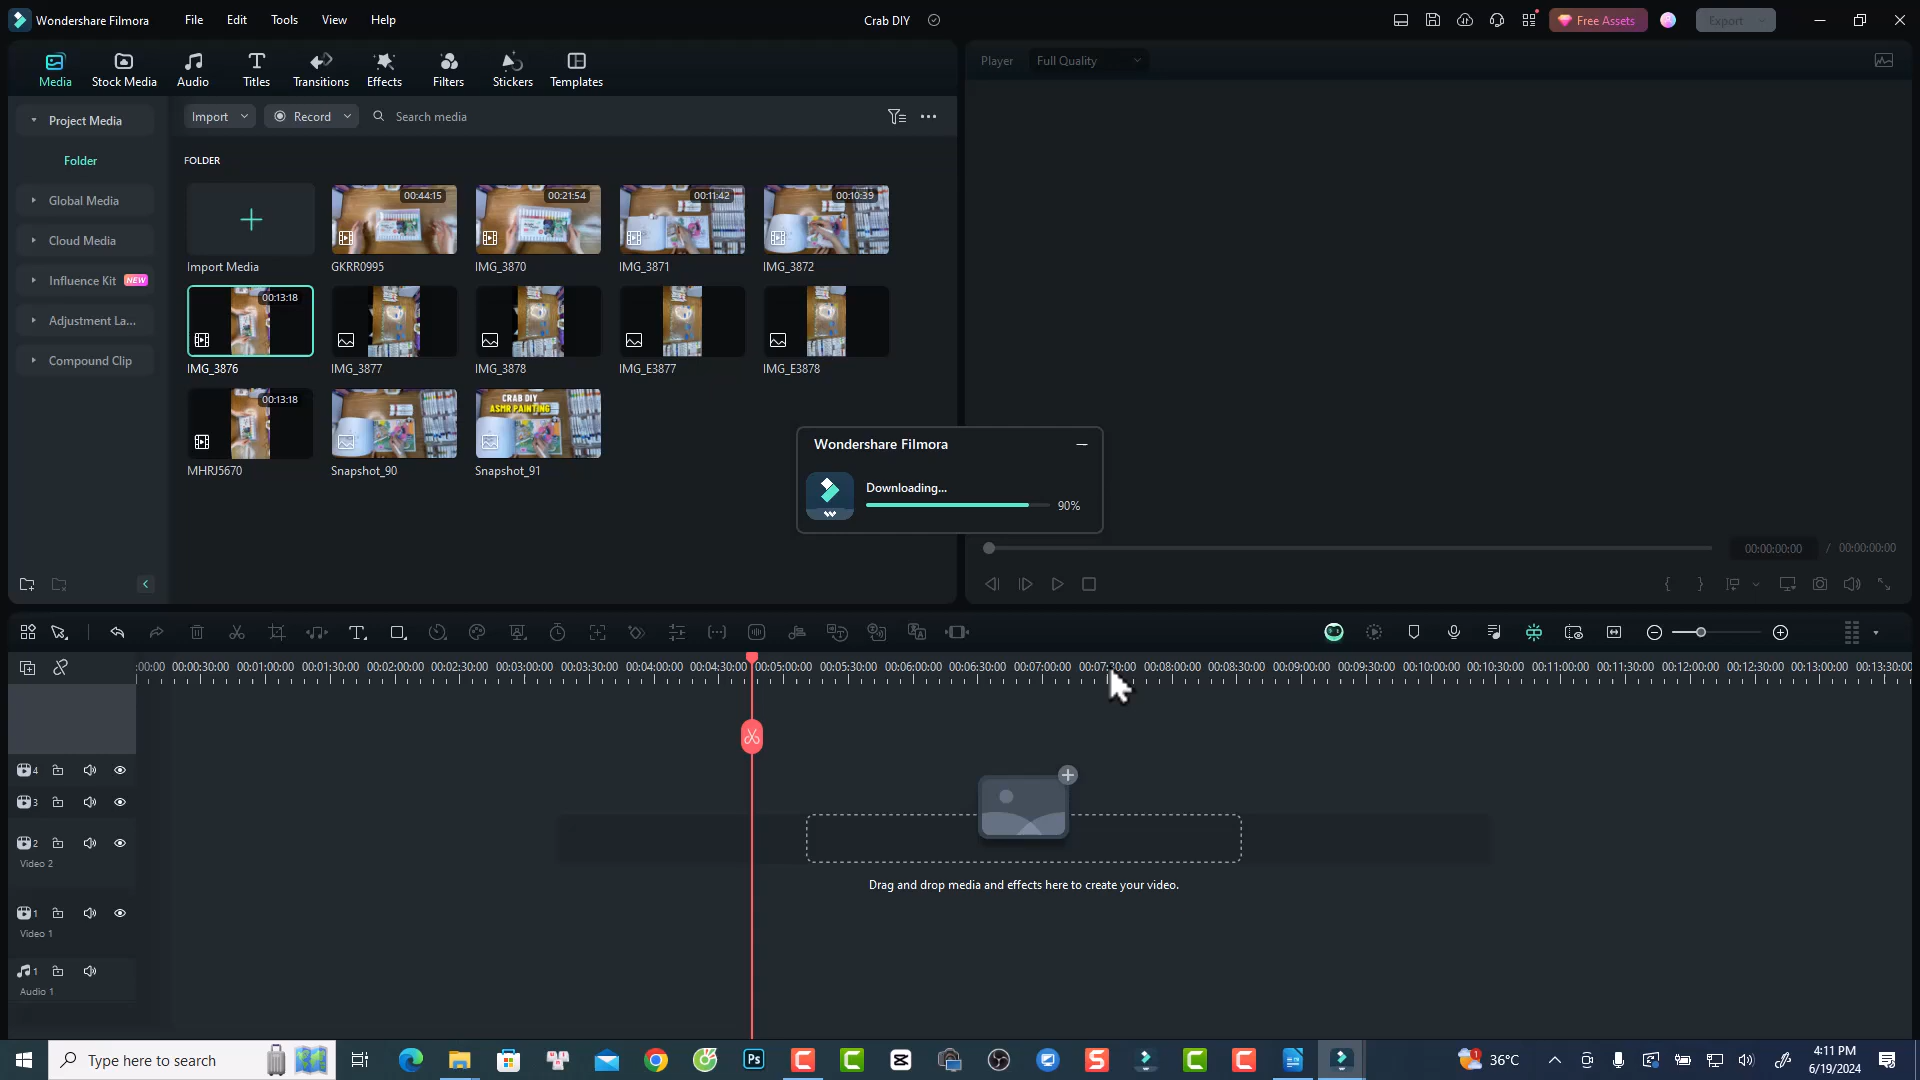 Wondershare Filmora File Edit Tools View Help Crab DIY Free Assets Export
Media Stock Media Audio Titles Transitions Effects Filters Stickers Templates
Player Full Quality
Project Media
Folder
Global Media
Cloud Media
Influence Kit NEW
Adjustment La...
Compound Clip
Import Record Search media
FOLDER
00:44:15 00:21:54 00:11:42 00:10:39
Import Media GKRR0995 IMG_3870 IMG_3871 IMG_3872
00:13:18
IMG_3876 IMG_3877 IMG_3878 IMG_E3877 IMG_E3878
00:13:18
CRAB DIY
ASMR PAINTING
MHRJ5670 Snapshot_90 Snapshot_91
Wondershare Filmora
Downloading...
90%
00:00:00:00 / 00:00:00:00
:00:00 00:00:30:00 00:01:00:00 00:01:30:00 00:02:00:00 00:02:30:00 00:03:00:00 00:03:30:00 00:04:00:00 00:04:30:00 00:05:00:00 00:05:30:00 00:06:00:00 00:06:30:00 00:07:00:00 00:07:30:00 00:08:00:00 00:08:30:00 00:09:00:00 00:09:30:00 00:10:00:00 00:10:30:00 00:11:00:00 00:11:30:00 00:12:00:00 00:12:30:00 00:13:00:00 00:13:30:00
4
3
2
Video 2
1
Video 1
1
Audio 1
Drag and drop media and effects here to create your video.
Type here to search
Ps
1 36°C
4:11 PM
6/19/2024